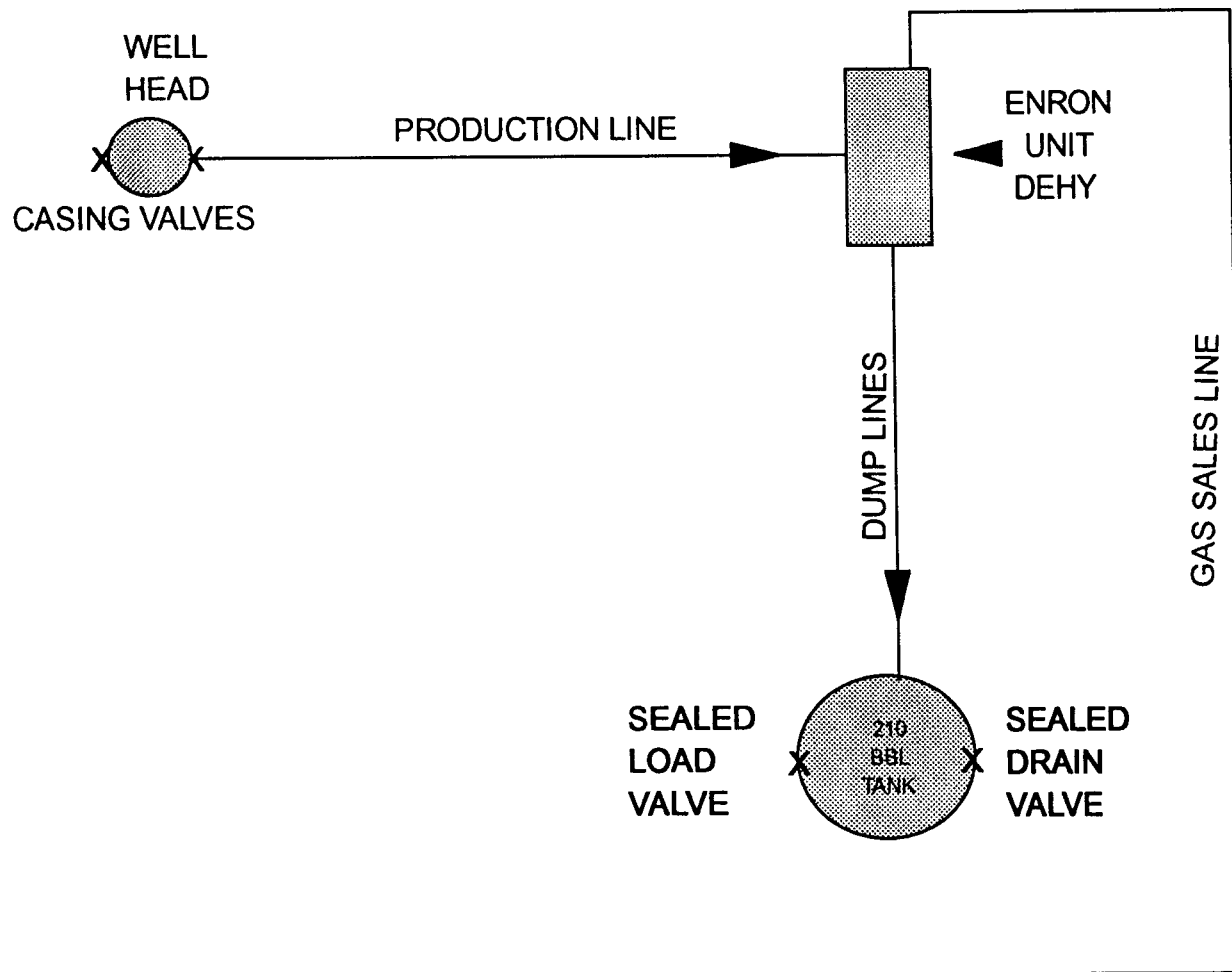 WELL
HEAD
PRODUCTION LINE
CASING VALVES
ENRON
UNIT
DEHY
DUMP LINES
GAS SALES LINE
SEALED
LOAD
VALVE
210
BBL
TANK
SEALED
DRAIN
VALVE